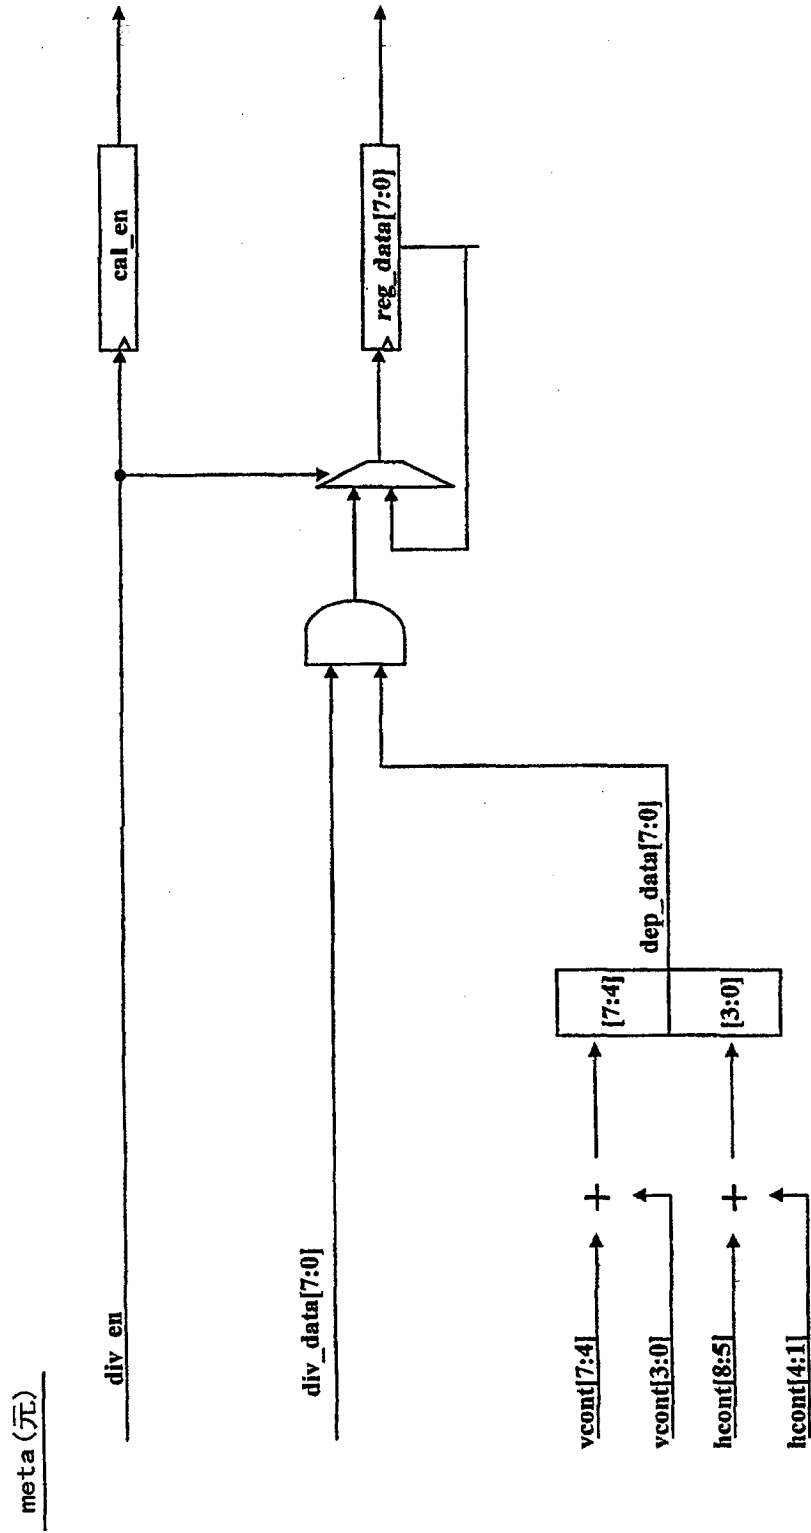 meta(元)
div_en
cal_en
div_data[7:0]
reg_data[7:0]
vcont[7:4]
+
[7:4]
vcont[3:0]
dep_data[7:0]
hcont[8:5]
+
[3:0]
hcont[4:1]